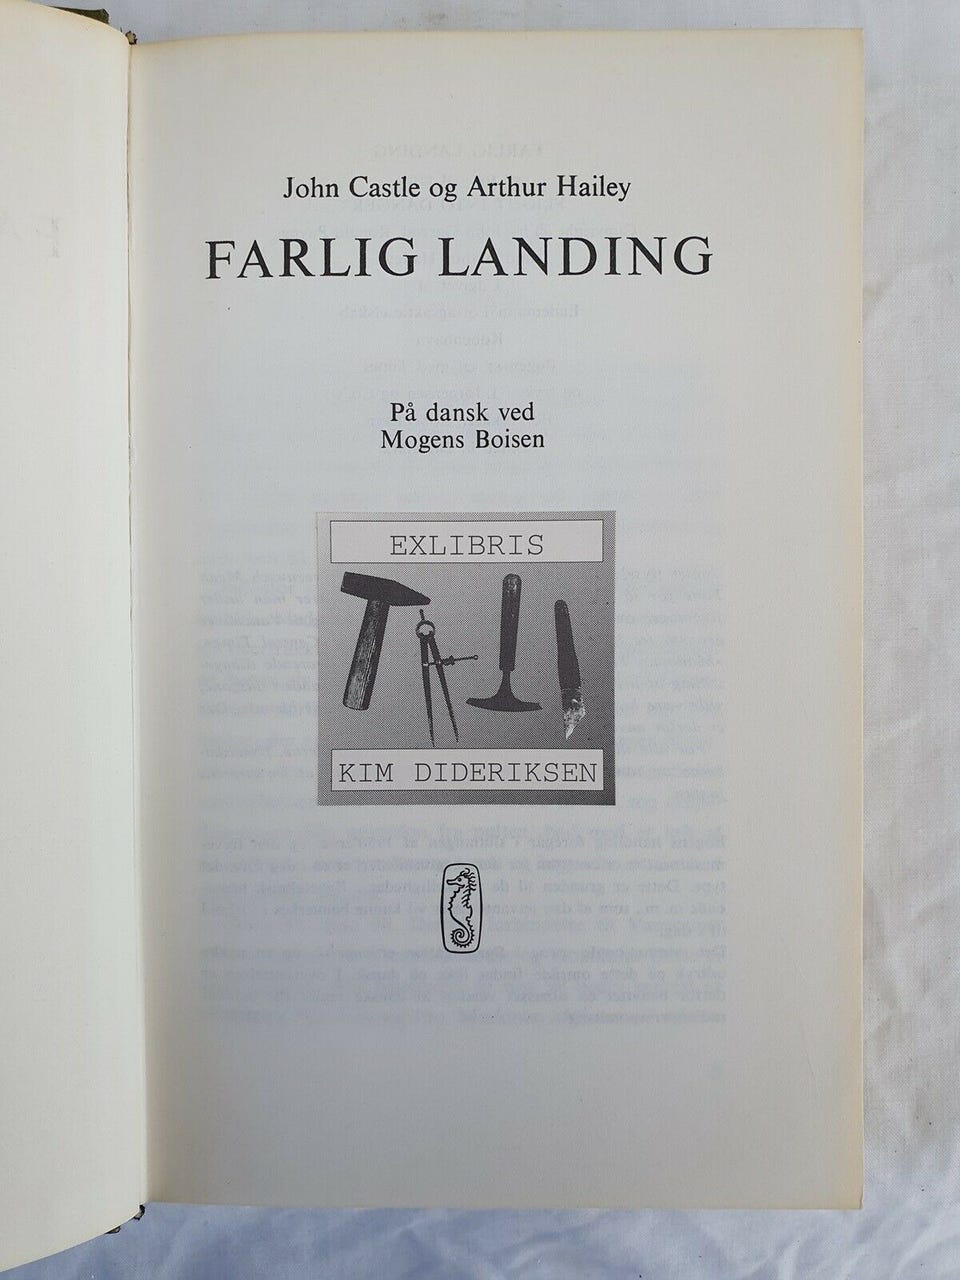 John Castle og Arthur Hailey
FARLIG LANDING
På dansk ved
Mogens Boisen
EXLIBRIS
KIM DIDERIKSEN